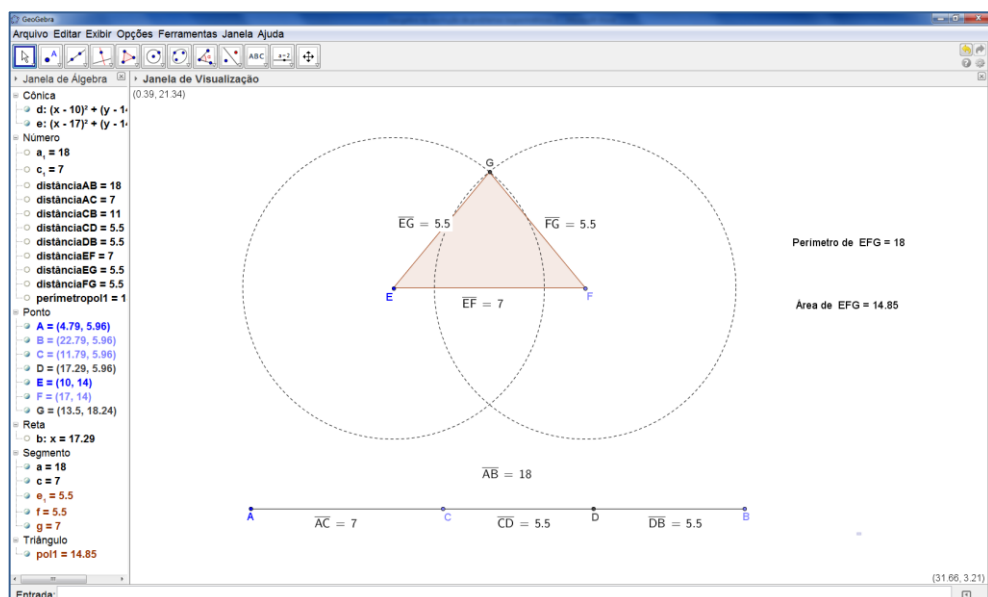 GeoGebra
Arquivo Editar Exibir Opções Ferramentas Janela Ajuda
ABC
a=2
Janela de Álgebra
Janela de Visualização
Cônica
d: (x - 10)² + (y - 14
e: (x - 17)² + (y - 14
Número
a₁ = 18
c₁ = 7
distânciaAB = 18
distânciaAC = 7
distânciaCB = 11
distânciaCD = 5.5
distânciaDB = 5.5
distânciaEF = 7
distânciaEG = 5.5
distânciaFG = 5.5
perímetropol1 = 1
Ponto
A = (4.79, 5.96)
B = (22.79, 5.96)
C = (11.79, 5.96)
D = (17.29, 5.96)
E = (10, 14)
F = (17, 14)
G = (13.5, 18.24)
Reta
b: x = 17.29
Segmento
a = 18
c = 7
e₁ = 5.5
f = 5.5
g = 7
Triângulo
pol1 = 14.85
(0.39, 21.34)
G
EG = 5.5
FG = 5.5
Perímetro de EFG = 18
E
EF = 7
F
Área de EFG = 14.85
AB = 18
A
AC = 7
C
CD = 5.5
D
DB = 5.5
B
(31.66, 3.21)
Entrada: